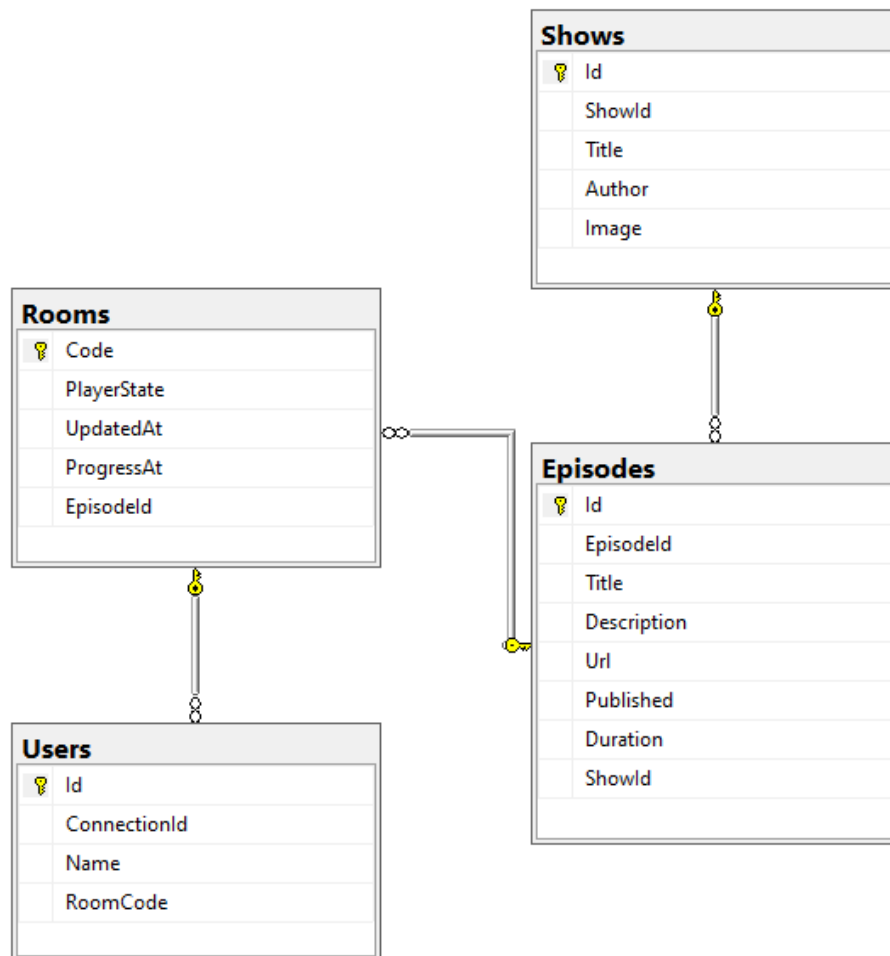 Shows
Id
ShowId
Title
Author
Image
Rooms
Code
PlayerState
UpdatedAt
ProgressAt
EpisodeId
Episodes
Id
EpisodeId
Title
Description
Url
Published
Duration
ShowId
Users
Id
ConnectionId
Name
RoomCode